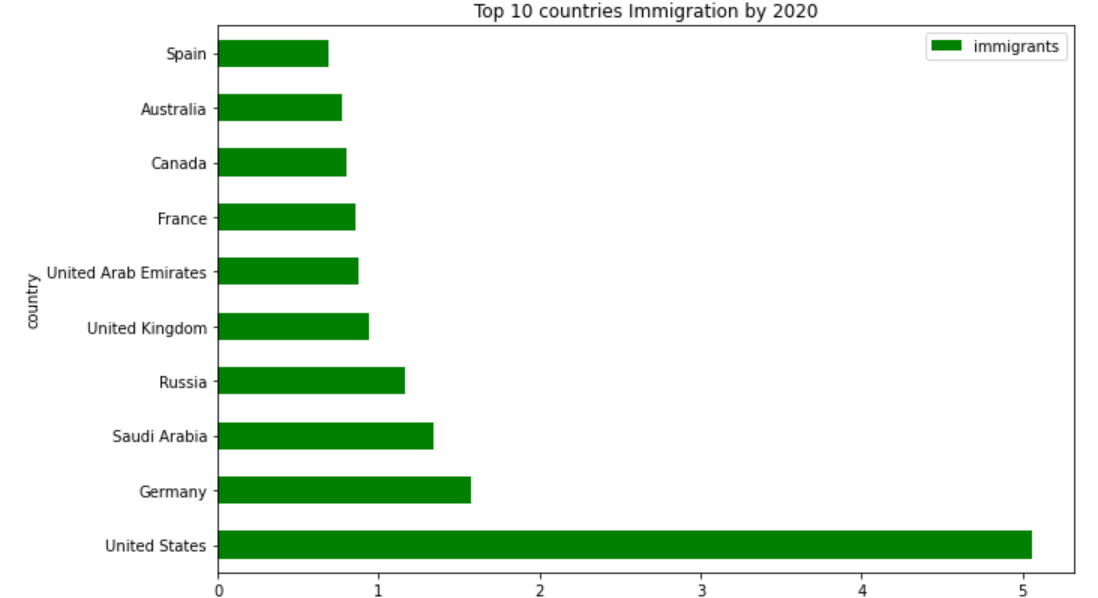 Top 10 countries Immigration by 2020
immigrants
Spain
Australia
Canada
France
United Arab Emirates
country
United Kingdom
Russia
Saudi Arabia
Germany
United States
0 1 2 3 4 5